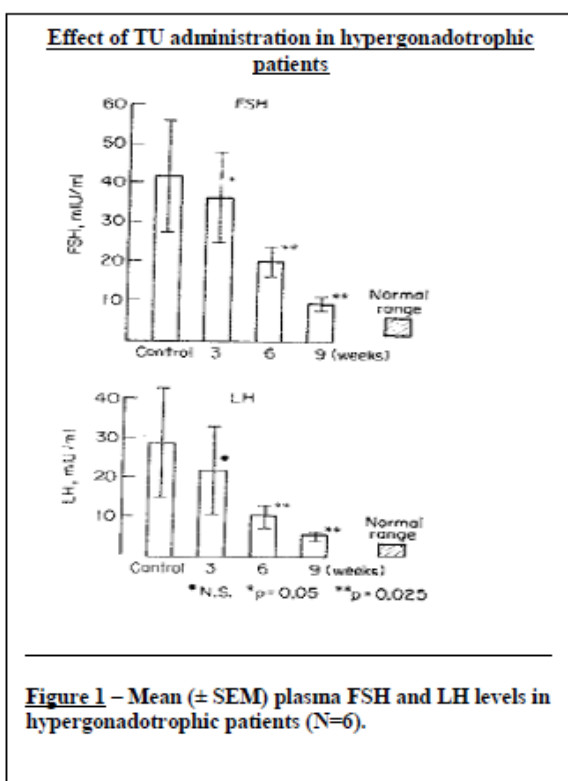 Effect of TU administration in hypergonadotrophic
patients
FSH
60
50
40
30
20
10
FSH, mIU/ml
Normal
range
Control 3 6 9 (weeks)
* ** **
LH
40
30
20
10
LH, mIU/ml
Normal
range
Control 3 6 9 (weeks)
• ** **
•N.S. *p=0.05 **p=0.025
Figure 1 – Mean (± SEM) plasma FSH and LH levels in
hypergonadotrophic patients (N=6).